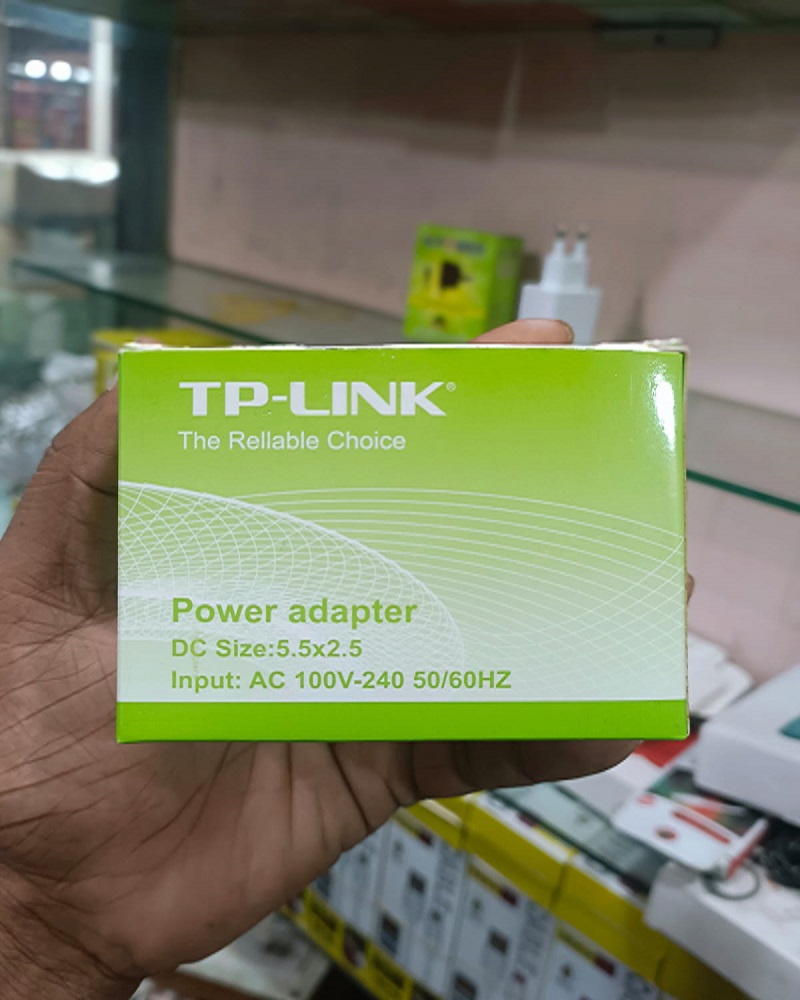 TP-LINK®
The Rellable Choice
Power adapter
DC Size:5.5x2.5
Input: AC 100V-240 50/60HZ